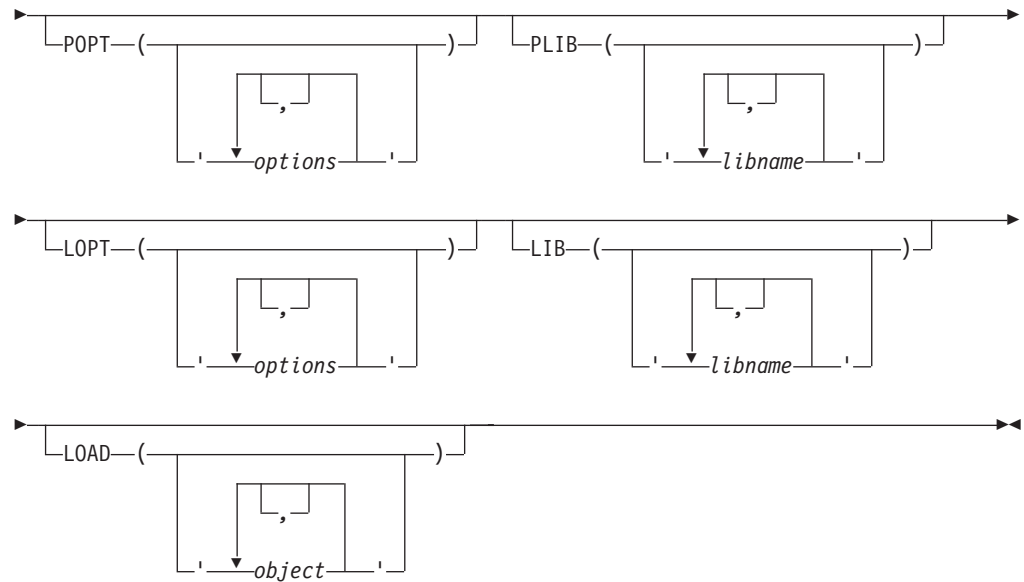 POPT ( ) PLIB ( )
, ,
' options ' ' libname '
LOPT ( ) LIB ( )
, ,
' options ' ' libname '
LOAD ( )
,
' object '